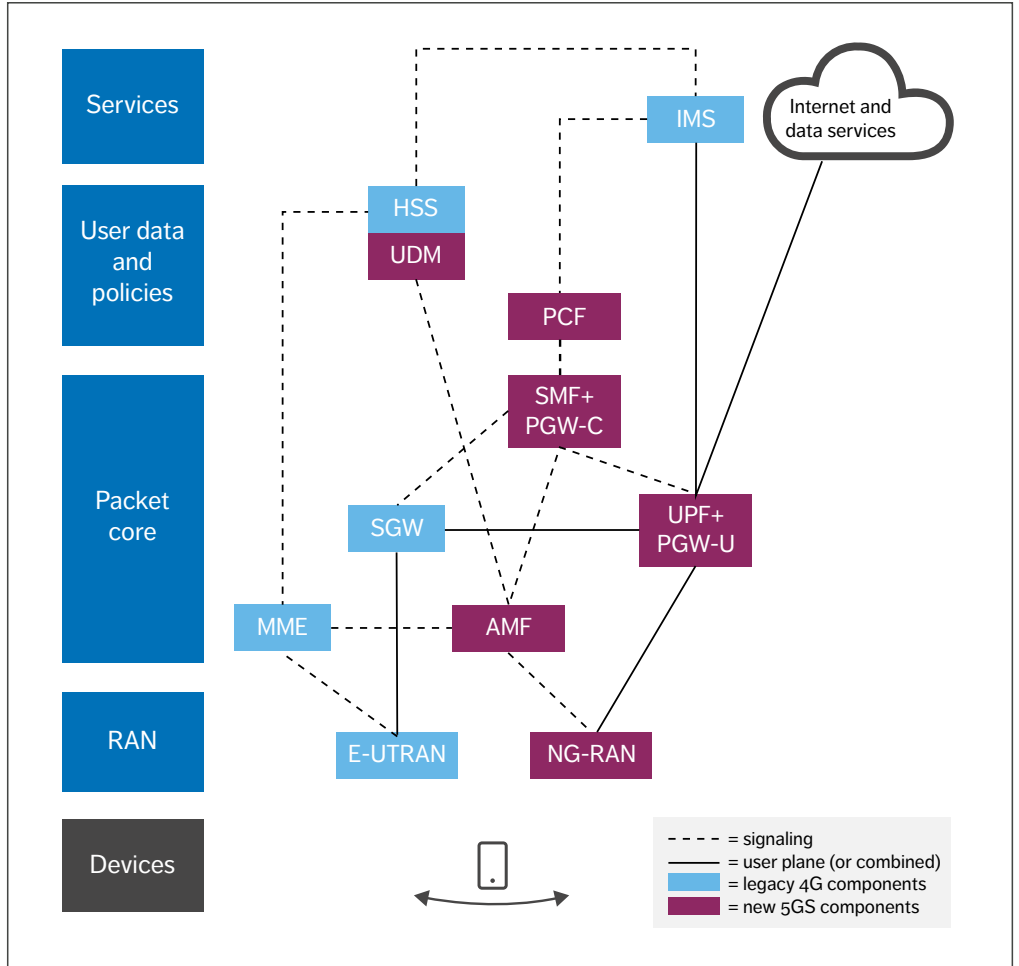 Services
IMS
Internet and
data services
User data
and
policies
HSS
UDM
PCF
Packet
core
SMF+
PGW-C
SGW
UPF+
PGW-U
MME
AMF
RAN
E-UTRAN
NG-RAN
Devices
= signaling
= user plane (or combined)
= legacy 4G components
= new 5GS components